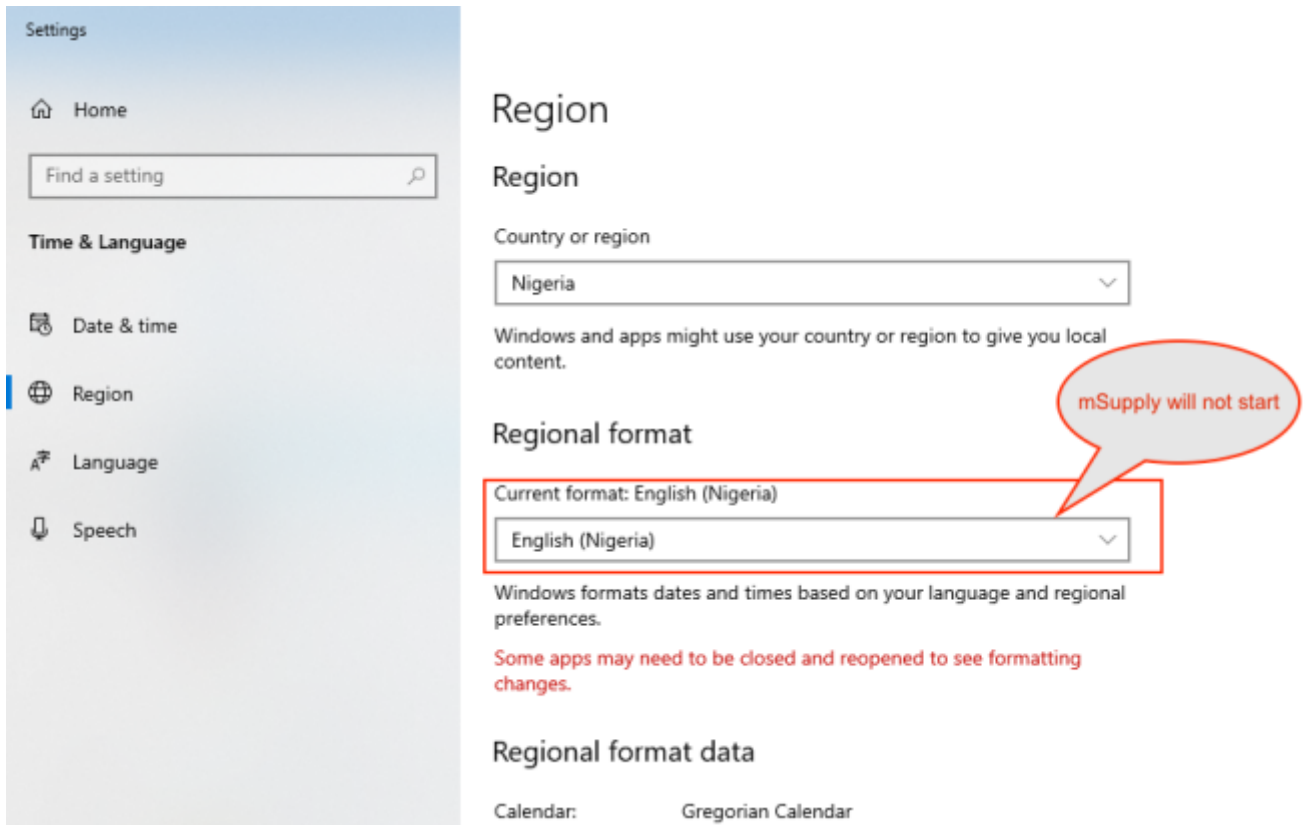 Settings
Home
Find a setting
Time & Language
Date & time
Region
Language
Speech
Region
Region
Country or region
Nigeria
Windows and apps might use your country or region to give you local
content.
mSupply will not start
Regional format
Current format: English (Nigeria)
English (Nigeria)
Windows formats dates and times based on your language and regional
preferences.
Some apps may need to be closed and reopened to see formatting
changes.
Regional format data
Calendar: Gregorian Calendar